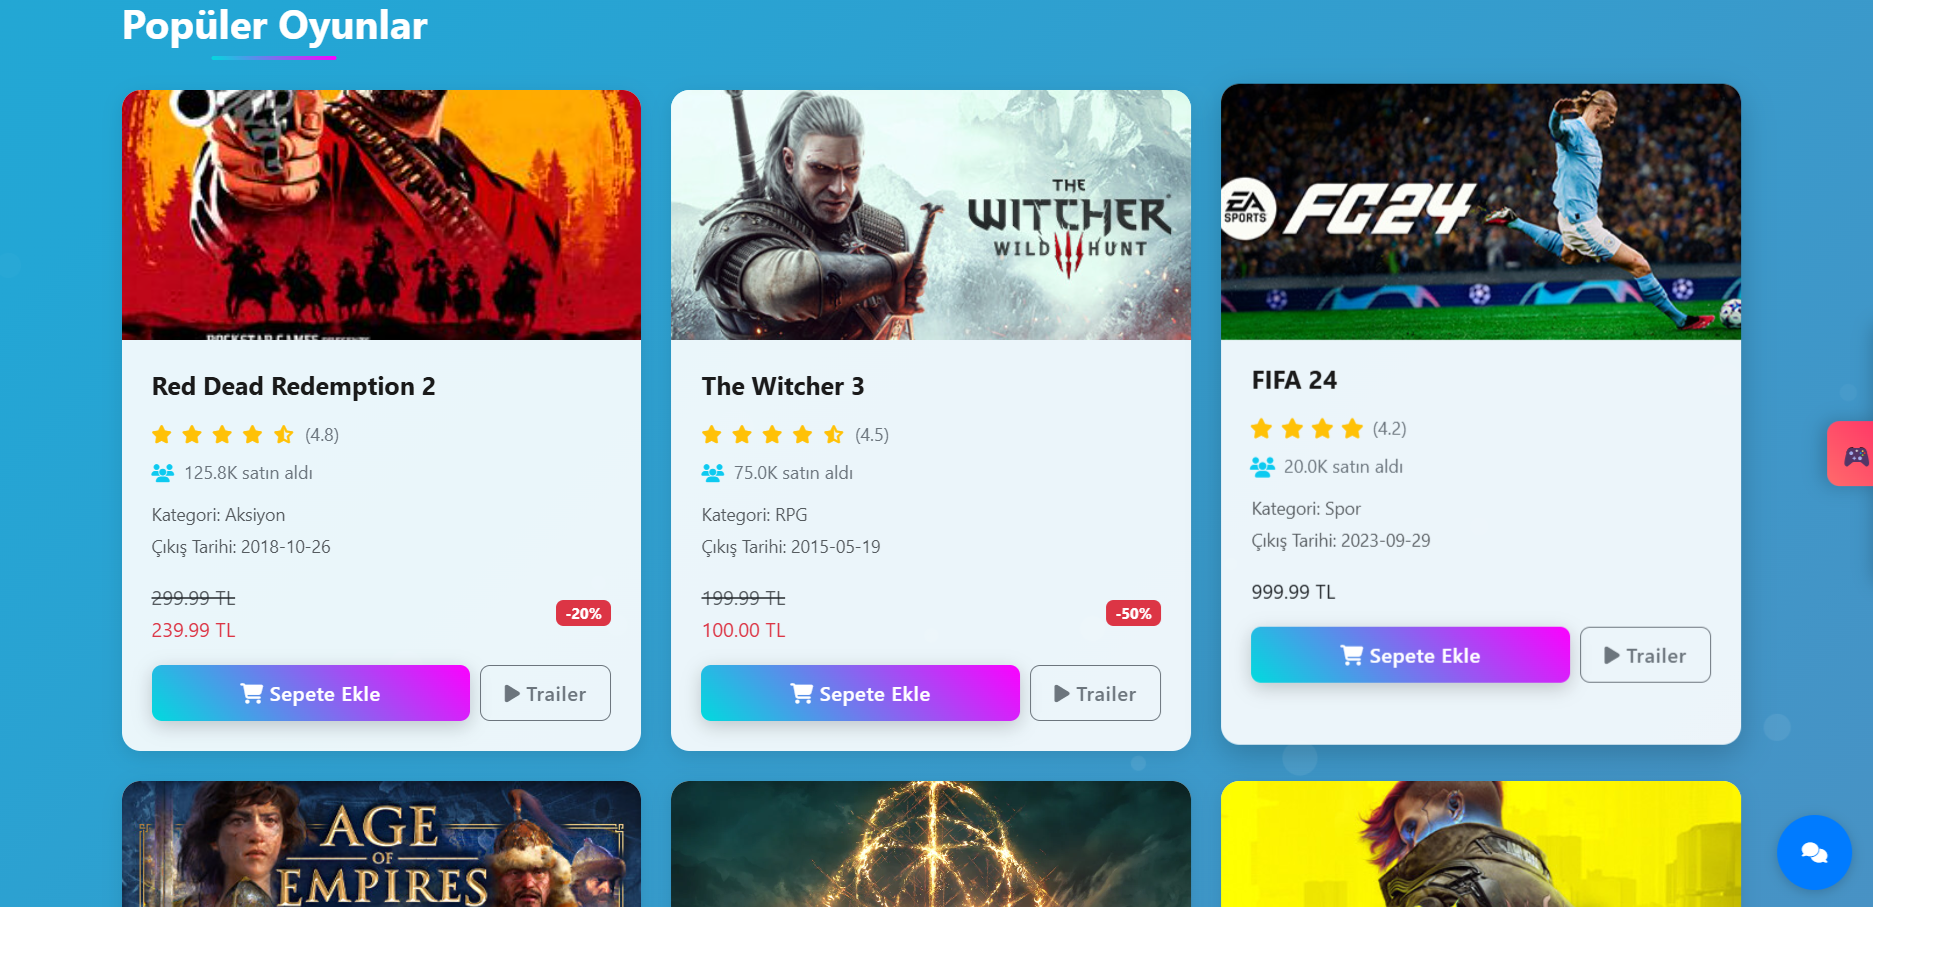 Popüler Oyunlar
ROCKSTAR GAMES PRESENTS
THE
WITCHER
WILD HUNT
EA
SPORTS
FC24
Red Dead Redemption 2
(4.8)
125.8K satın aldı
Kategori: Aksiyon
Çıkış Tarihi: 2018-10-26
299.99 TL
239.99 TL
-20%
Sepete Ekle
Trailer
The Witcher 3
(4.5)
75.0K satın aldı
Kategori: RPG
Çıkış Tarihi: 2015-05-19
199.99 TL
100.00 TL
-50%
Sepete Ekle
Trailer
FIFA 24
(4.2)
20.0K satın aldı
Kategori: Spor
Çıkış Tarihi: 2023-09-29
999.99 TL
Sepete Ekle
Trailer
AGE
OF
EMPIRES